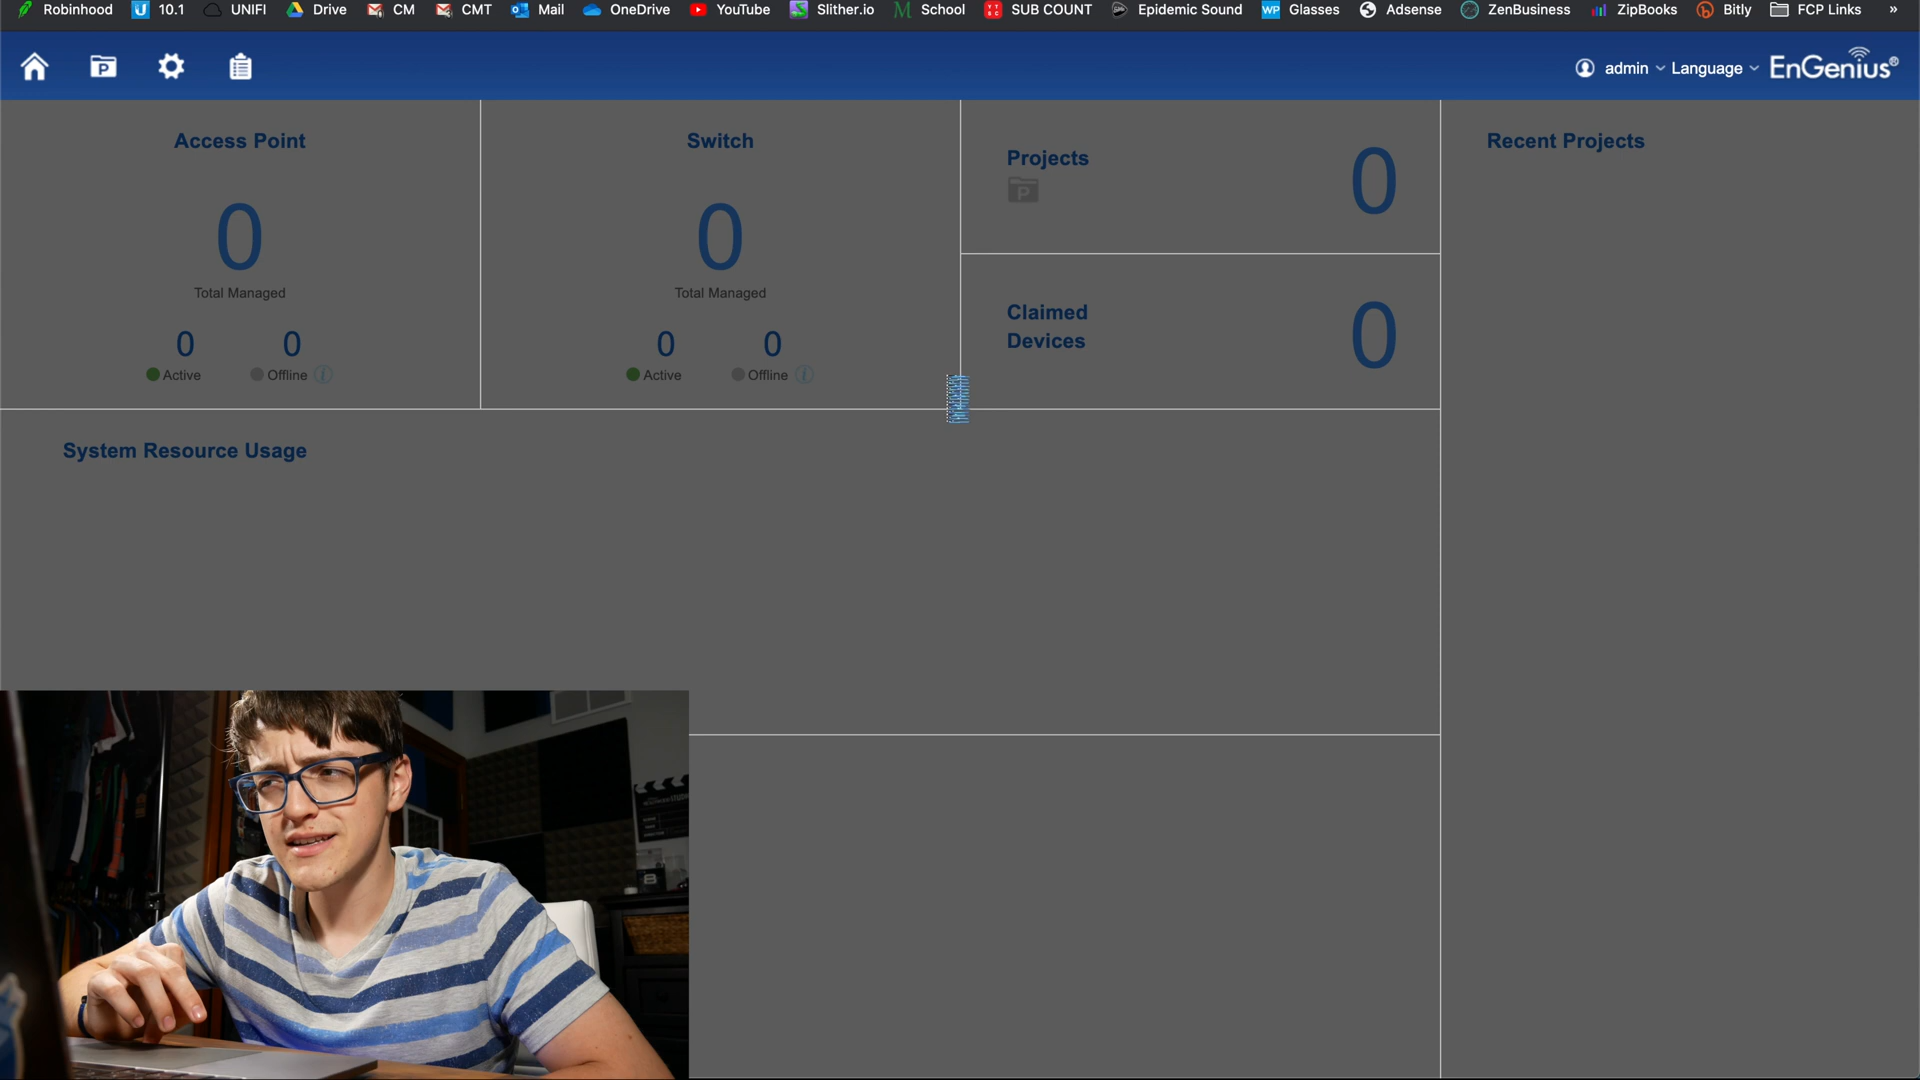 Robinhood 10.1 UNIFI Drive CM CMT Mail OneDrive YouTube Slither.io School SUB COUNT Epidemic Sound Glasses Adsense ZenBusiness ZipBooks Bitly FCP Links »
admin Language EnGenius®
Access Point
0
Total Managed
0 0
Active Offline
Switch
0
Total Managed
0 0
Active Offline
Projects 0
Claimed
Devices 0
Recent Projects
System Resource Usage